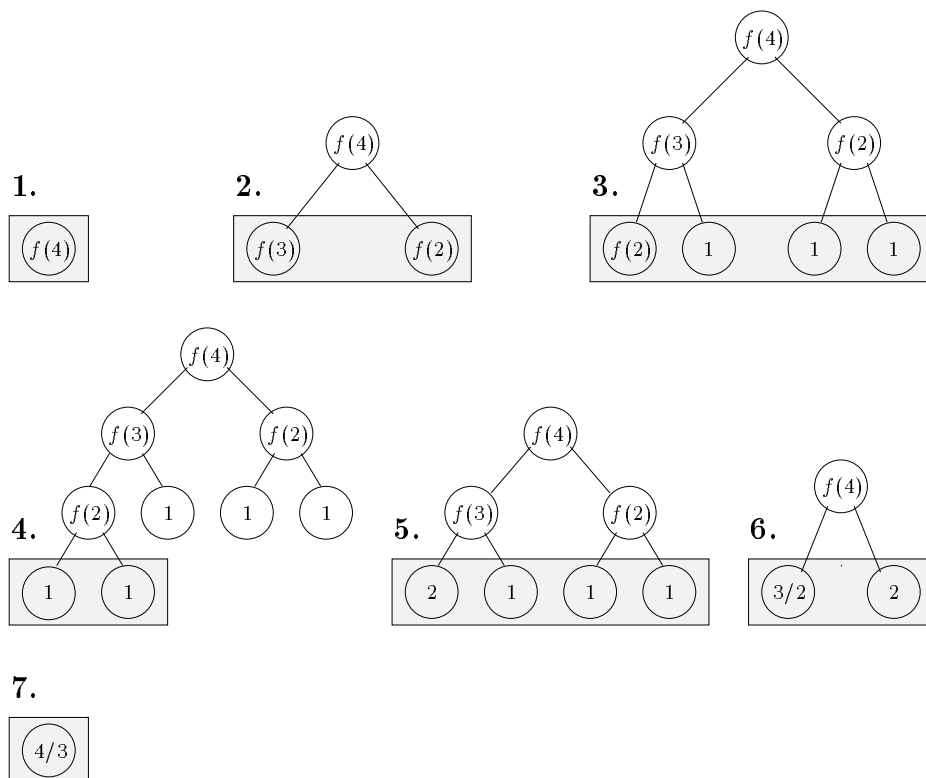 1.
f(4)
2.
f(4)
f(3) f(2)
3.
f(4)
f(3) f(2)
f(2) 1 1 1
4.
f(4)
f(3) f(2)
f(2) 1 1 1
1 1
5.
f(4)
f(3) f(2)
2 1 1 1
6.
f(4)
3/2 2
7.
4/3